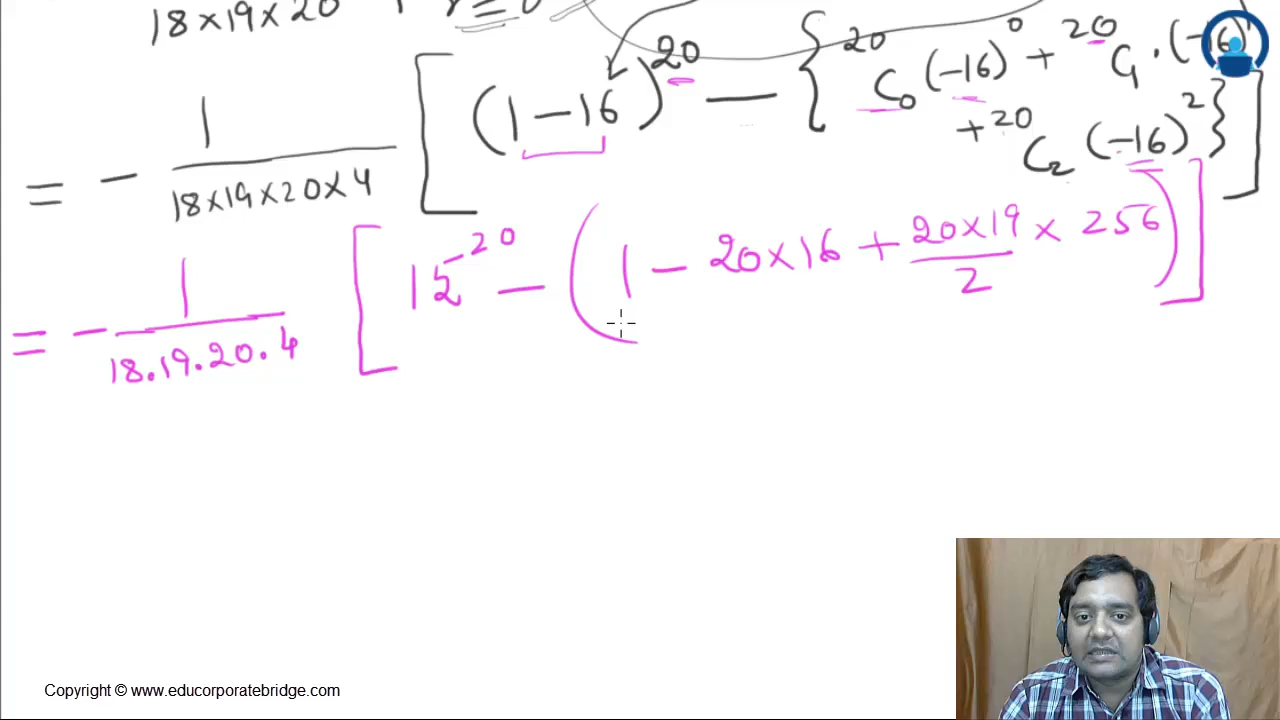 18×19×20
= - 1/(18×19×20×4) [ (1-16)^20 - { 20C0 (-16)^0 + 20C1 · (-16)^1 + 20C2 (-16)^2 } ]
= - 1/(18.19.20.4) [ 15^20 - ( 1 - 20×16 + 20×19/2 × 256 ) ]
Copyright © www.educorporatebridge.com